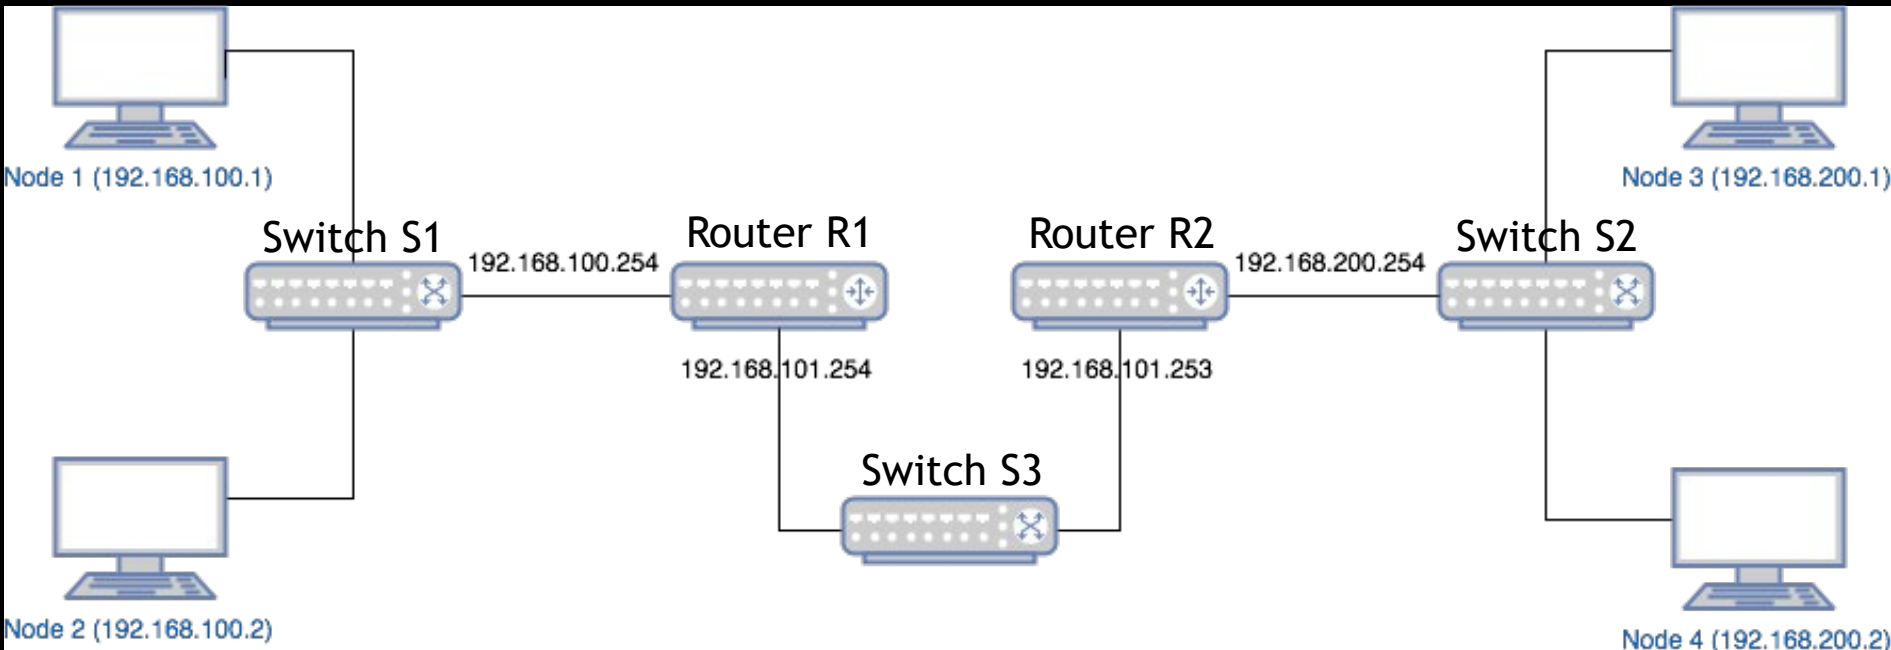 Node 1 (192.168.100.1)
Node 3 (192.168.200.1)
Switch S1
192.168.100.254
Router R1
Router R2
192.168.200.254
Switch S2
192.168.101.254
192.168.101.253
Switch S3
Node 2 (192.168.100.2)
Node 4 (192.168.200.2)